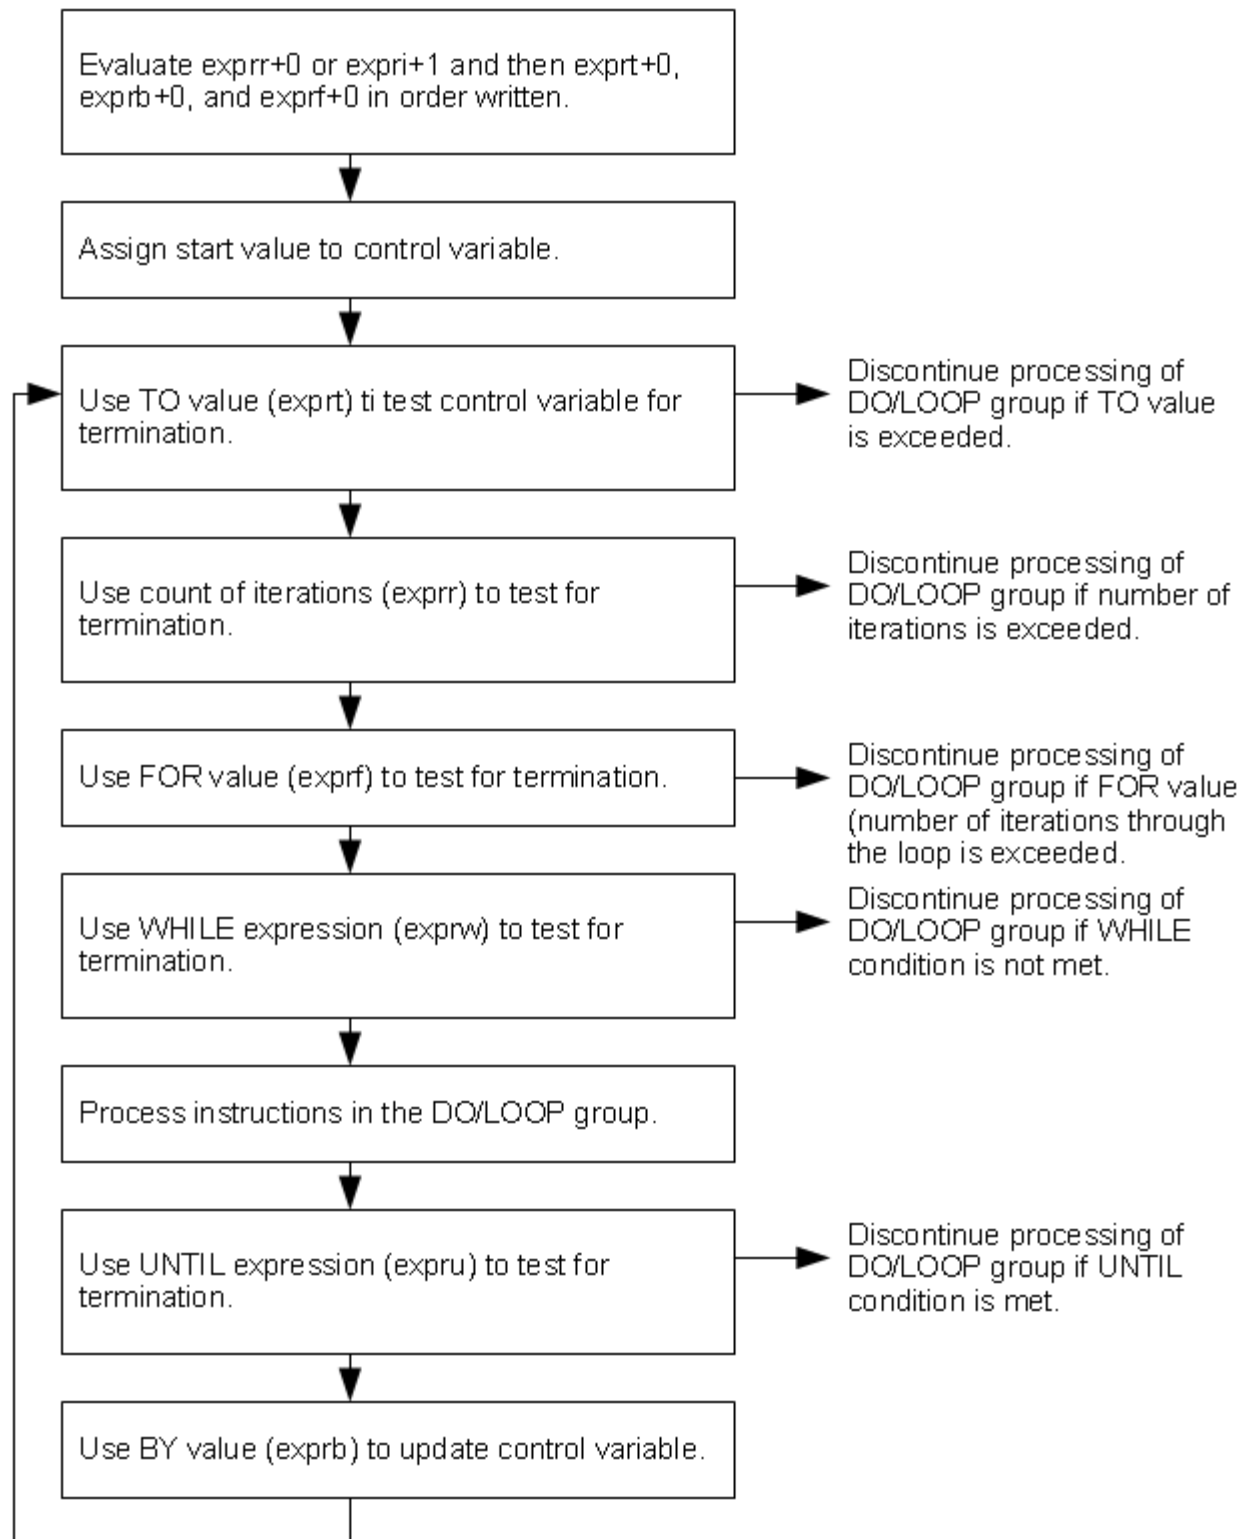 Evaluate exprr+0 or expri+1 and then exprt+0,
exprb+0, and exprf+0 in order written.
Assign start value to control variable.
Use TO value (exprt) ti test control variable for
termination.
Discontinue processing of
DO/LOOP group if TO value
is exceeded.
Use count of iterations (exprr) to test for
termination.
Discontinue processing of
DO/LOOP group if number of
iterations is exceeded.
Use FOR value (exprf) to test for termination.
Discontinue processing of
DO/LOOP group if FOR value
(number of iterations through
the loop is exceeded.
Use WHILE expression (exprw) to test for
termination.
Discontinue processing of
DO/LOOP group if WHILE
condition is not met.
Process instructions in the DO/LOOP group.
Use UNTIL expression (expru) to test for
termination.
Discontinue processing of
DO/LOOP group if UNTIL
condition is met.
Use BY value (exprb) to update control variable.